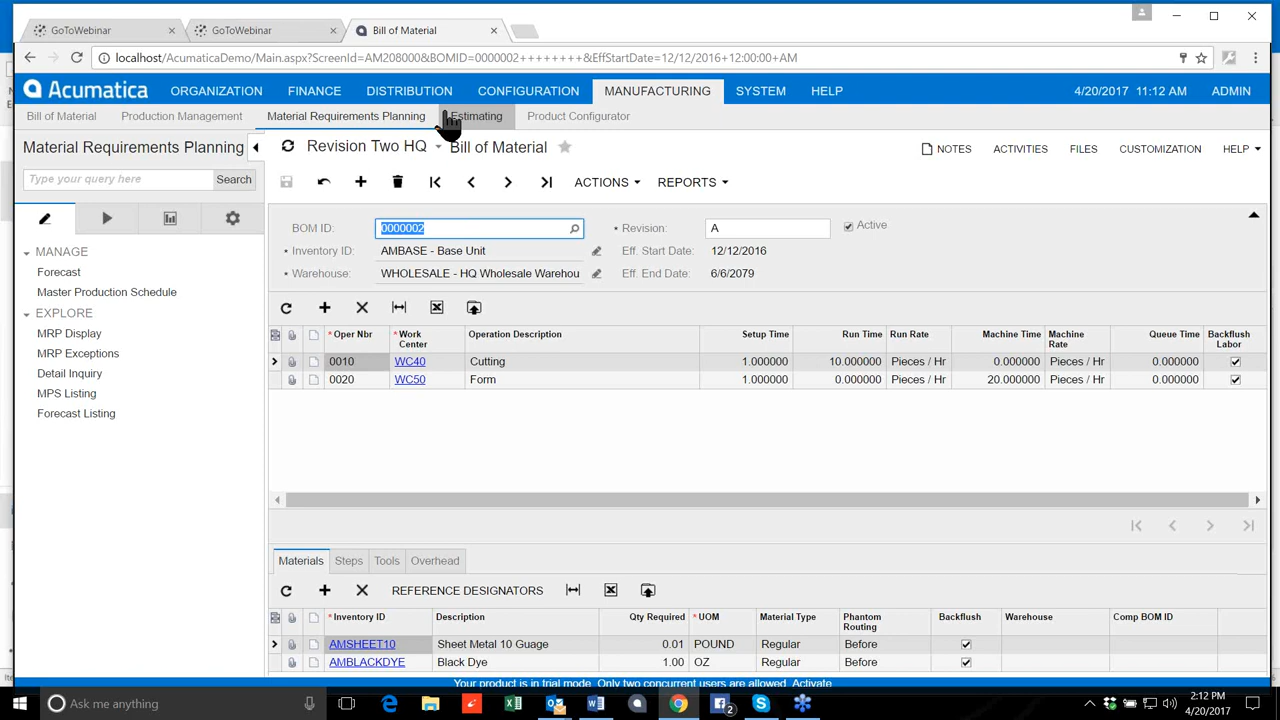 GoToWebinar
GoToWebinar
Bill of Material
localhost/AcumaticaDemo/Main.aspx?ScreenId=AM208000&BOMID=0000002++++++++&EffStartDate=12/12/2016+12:00:00+AM
Acumatica ORGANIZATION FINANCE DISTRIBUTION CONFIGURATION MANUFACTURING SYSTEM HELP 4/20/2017 11:12 AM ADMIN
Bill of Material Production Management Material Requirements Planning Estimating Product Configurator
Material Requirements Planning Revision Two HQ Bill of Material NOTES ACTIVITIES FILES CUSTOMIZATION HELP
Type your query here Search ACTIONS REPORTS
MANAGE
Forecast
Master Production Schedule
EXPLORE
MRP Display
MRP Exceptions
Detail Inquiry
MPS Listing
Forecast Listing
BOM ID: 0000002 * Revision: A Active
* Inventory ID: AMBASE - Base Unit Eff. Start Date: 12/12/2016
* Warehouse: WHOLESALE - HQ Wholesale Warehou Eff. End Date: 6/6/2079
* Oper Nbr * Work Center Operation Description Setup Time Run Time Run Rate Machine Time Machine Rate Queue Time Backflush Labor
0010 WC40 Cutting 1.000000 10.000000 Pieces / Hr 0.000000 Pieces / Hr 0.000000
0020 WC50 Form 1.000000 0.000000 Pieces / Hr 20.000000 Pieces / Hr 0.000000
Materials Steps Tools Overhead
REFERENCE DESIGNATORS
* Inventory ID Description Qty Required * UOM Material Type Phantom Routing Backflush Warehouse Comp BOM ID
AMSHEET10 Sheet Metal 10 Guage 0.01 POUND Regular Before
AMBLACKDYE Black Dye 1.00 OZ Regular Before
Your product is in trial mode. Only two concurrent users are allowed. Activate
Ask me anything 2 2:12 PM
4/20/2017